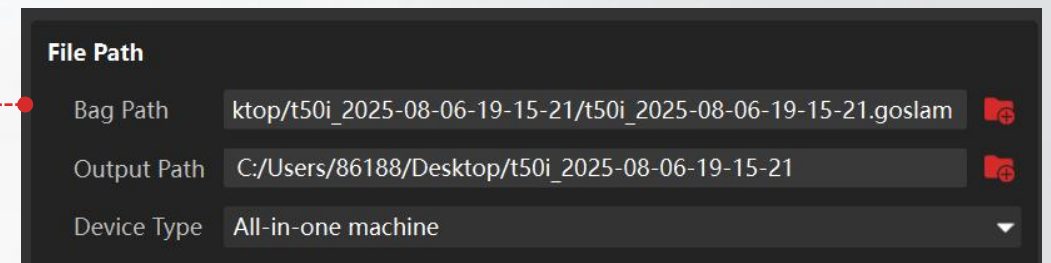 File Path
Bag Path ktop/t50i_2025-08-06-19-15-21/t50i_2025-08-06-19-15-21.goslam
Output Path C:/Users/86188/Desktop/t50i_2025-08-06-19-15-21
Device Type All-in-one machine